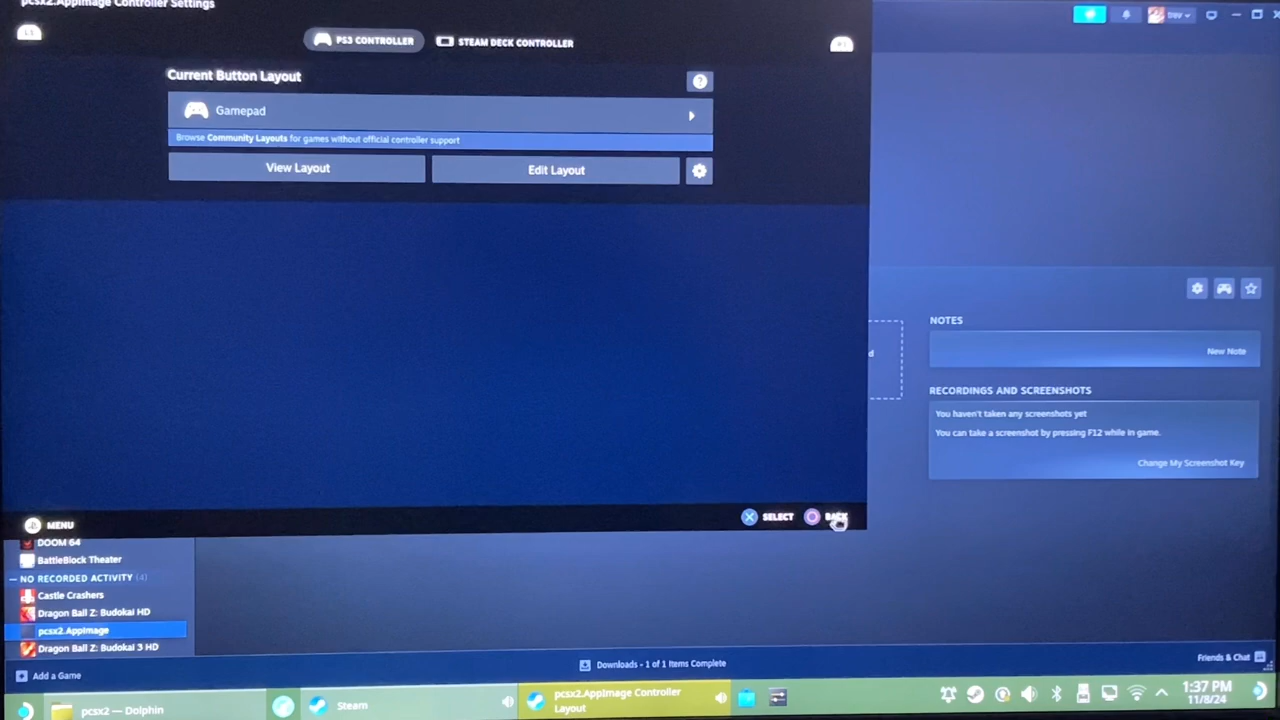 pcsx2.AppImage Controller Settings
L1
PS3 CONTROLLER
STEAM DECK CONTROLLER
R1
Current Button Layout
?
Gamepad
Browse Community Layouts for games without official controller support
View Layout
Edit Layout
NOTES
New Note
d
RECORDINGS AND SCREENSHOTS
You haven't taken any screenshots yet
You can take a screenshot by pressing F12 while in game.
Change My Screenshot Key
MENU
SELECT
BACK
DOOM 64
BattleBlock Theater
NO RECORDED ACTIVITY (4)
Castle Crashers
Dragon Ball Z: Budokai HD
pcsx2.AppImage
Dragon Ball Z: Budokai 3 HD
Add a Game
Downloads - 1 of 1 Items Complete
Friends & Chat
pcsx2 — Dolphin
Steam
pcsx2.AppImage Controller
Layout
1:37 PM
11/8/24